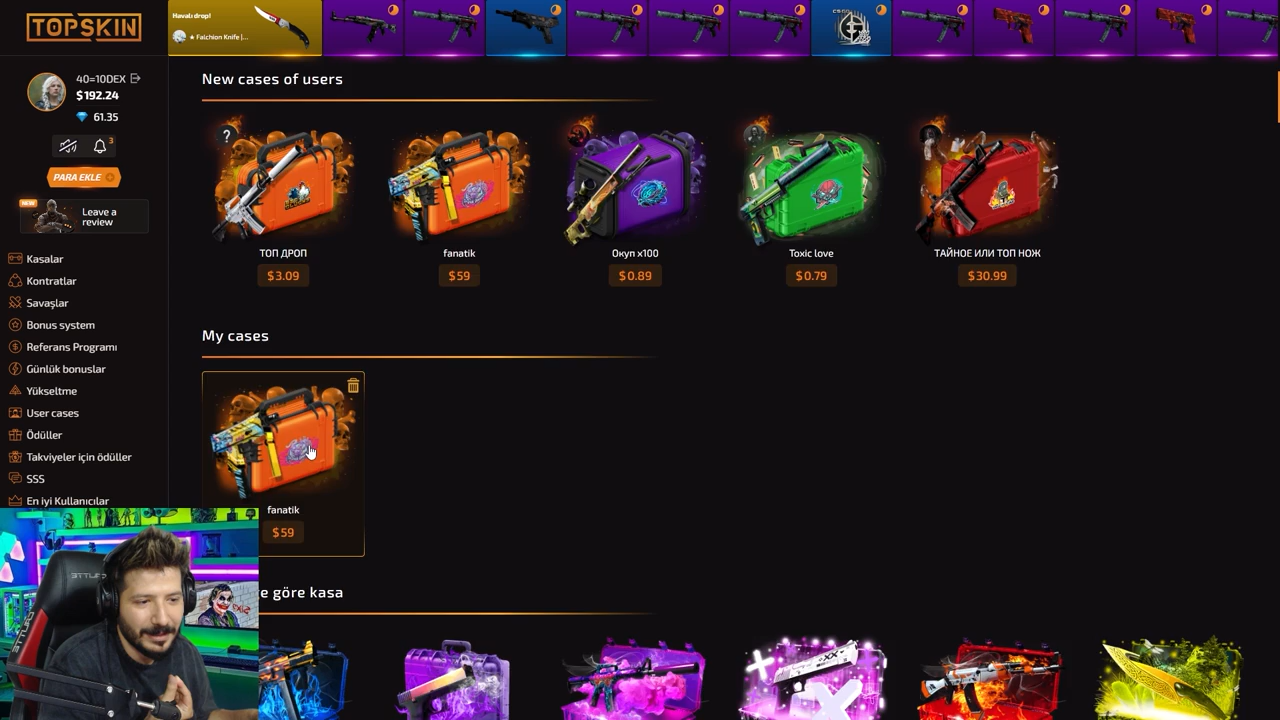 TOPSKIN
Havalı drop!
★ Falchion Knife |...
40=10DEX
$192.24
61.35
3
PARA EKLE
NEW
Leave a
review
Kasalar
Kontratlar
Savaşlar
Bonus system
Referans Programı
Günlük bonuslar
Yükseltme
User cases
Ödüller
Takviyeler için ödüller
SSS
En iyi Kullanıcılar
New cases of users
?
ТОП ДРОП
$3.09
fanatik
$59
Окуп x100
$0.89
Toxic love
$0.79
ТАЙНОЕ ИЛИ ТОП НОЖ
$30.99
My cases
fanatik
$59
e göre kasa